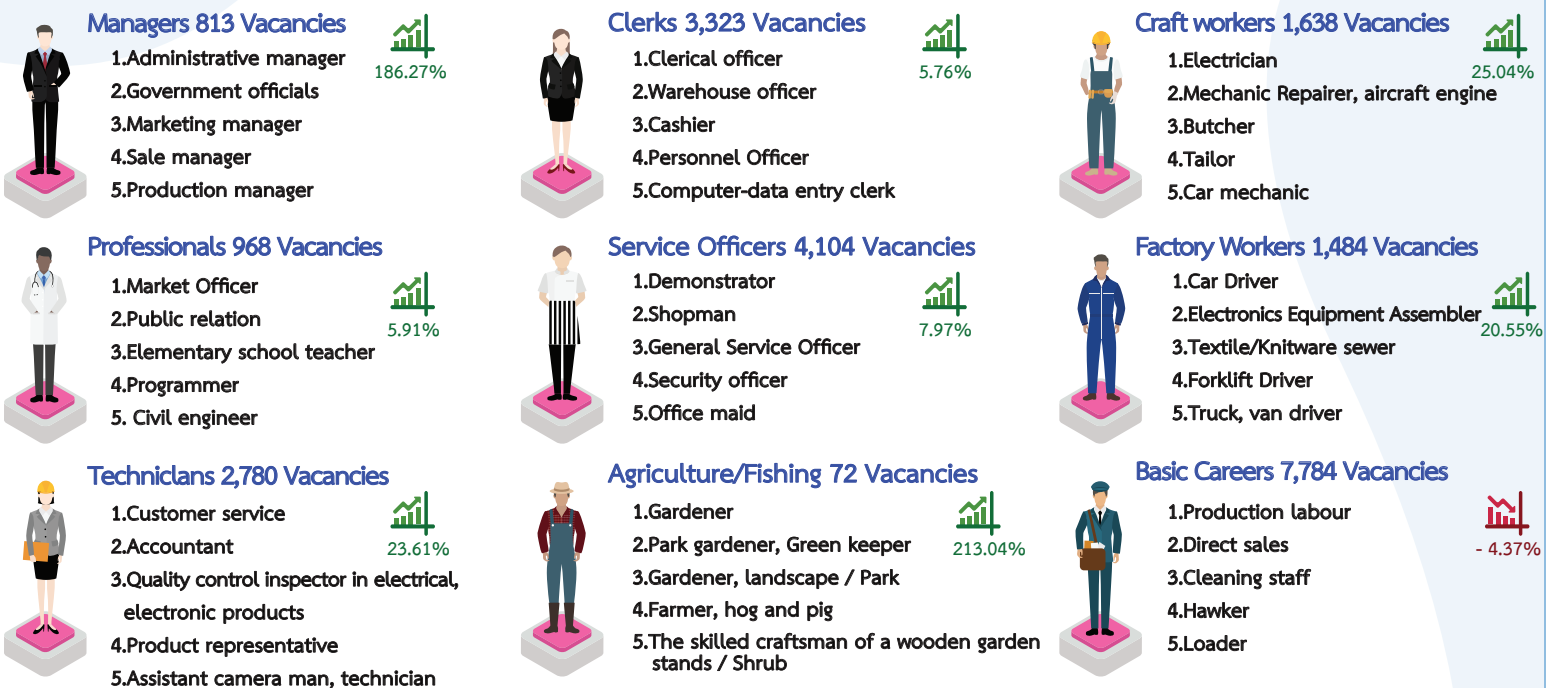 Managers 813 Vacancies
1.Administrative manager
186.27%
2.Government officials
3.Marketing manager
4.Sale manager
5.Production manager
Clerks 3,323 Vacancies
1.Clerical officer
5.76%
2.Warehouse officer
3.Cashier
4.Personnel Officer
5.Computer-data entry clerk
Craft workers 1,638 Vacancies
1.Electrician
25.04%
2.Mechanic Repairer, aircraft engine
3.Butcher
4.Tailor
5.Car mechanic
Professionals 968 Vacancies
1.Market Officer
2.Public relation
5.91%
3.Elementary school teacher
4.Programmer
5. Civil engineer
Service Officers 4,104 Vacancies
1.Demonstrator
2.Shopman
7.97%
3.General Service Officer
4.Security officer
5.Office maid
Factory Workers 1,484 Vacancies
1.Car Driver
2.Electronics Equipment Assembler
20.55%
3.Textile/Knitware sewer
4.Forklift Driver
5.Truck, van driver
Techniclans 2,780 Vacancies
1.Customer service
2.Accountant
23.61%
3.Quality control inspector in electrical,
electronic products
4.Product representative
5.Assistant camera man, technician
Agriculture/Fishing 72 Vacancies
1.Gardener
2.Park gardener, Green keeper
213.04%
3.Gardener, landscape / Park
4.Farmer, hog and pig
5.The skilled craftsman of a wooden garden
stands / Shrub
Basic Careers 7,784 Vacancies
1.Production labour
2.Direct sales
- 4.37%
3.Cleaning staff
4.Hawker
5.Loader